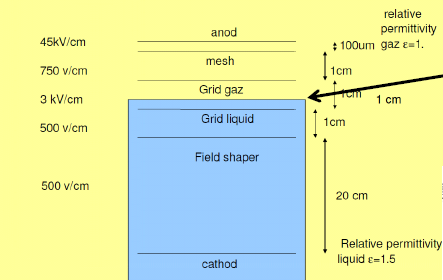 relative
permittivity
gaz ε=1.
anod
45kV/cm
100um
mesh
750 v/cm
1cm
Grid gaz
1cm
1 cm
3 kV/cm
Grid liquid
1cm
500 v/cm
Field shaper
500 v/cm
20 cm
Relative permittivity
liquid ε=1.5
cathod